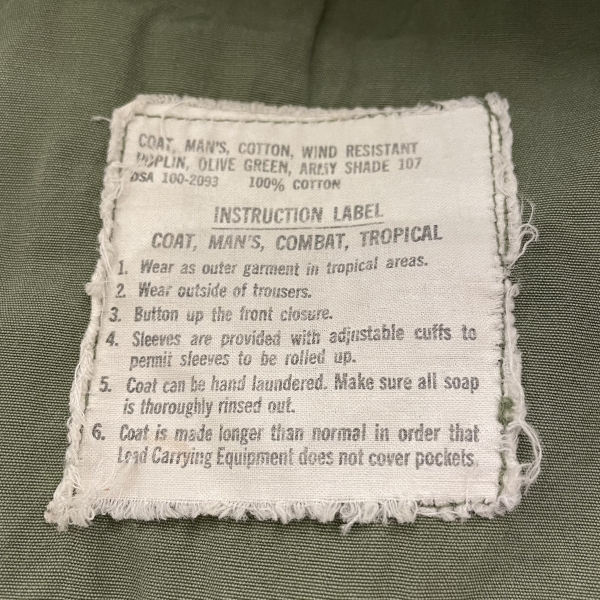 COAT, MAN'S, COTTON, WIND RESISTANT
POPLIN, OLIVE GREEN, ARMY SHADE 107
DSA 100-2093 100% COTTON
INSTRUCTION LABEL
COAT, MAN'S, COMBAT, TROPICAL
1. Wear as outer garment in tropical areas.
2. Wear outside of trousers.
3. Button up the front closure.
4. Sleeves are provided with adjustable cuffs to
permit sleeves to be rolled up.
5. Coat can be hand laundered. Make sure all soap
is thoroughly rinsed out.
6. Coat is made longer than normal in order that
Load Carrying Equipment does not cover pockets.